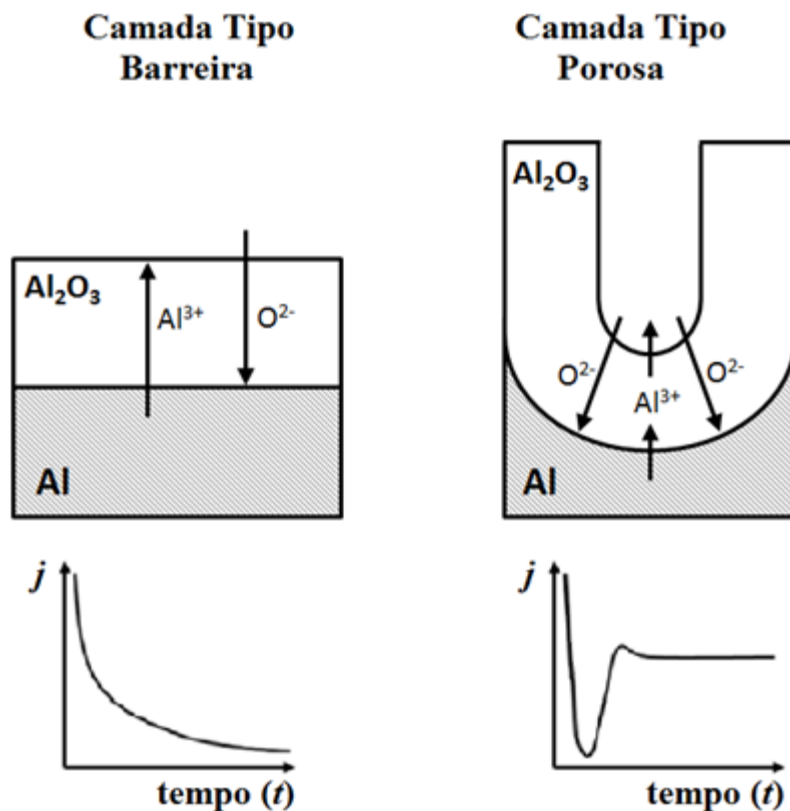 Camada Tipo
Barreira
Camada Tipo
Porosa
Al₂O₃
Al³⁺
O²⁻
Al
Al₂O₃
O²⁻
O²⁻
Al³⁺
Al
j
tempo (t)
j
tempo (t)